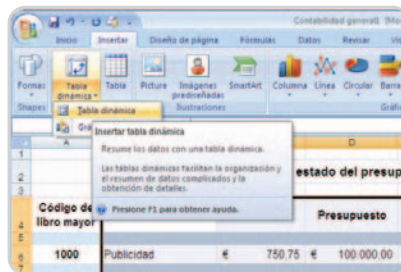 Contabilidad general1 [Mo
Inicio Insertar Diseño de página Fórmulas Datos Revisar Vis
Formas Tabla dinámica Tabla Picture Imágenes prediseñadas SmartArt Columna Línea Circular Barra
Shapes Ilustraciones Gráfic
Tabla dinámica
Grá
Insertar tabla dinámica
Resume los datos con una tabla dinámica.
Las tablas dinámicas facilitan la organización y
el resumen de datos complicados y la
obtención de detalles.
Presione F1 para obtener ayuda.
A D
1
2 estado del presup
3
4 Código de libro mayor Presupuesto
5
6 1000 Publicidad € 750,75 € 100.000,00
7